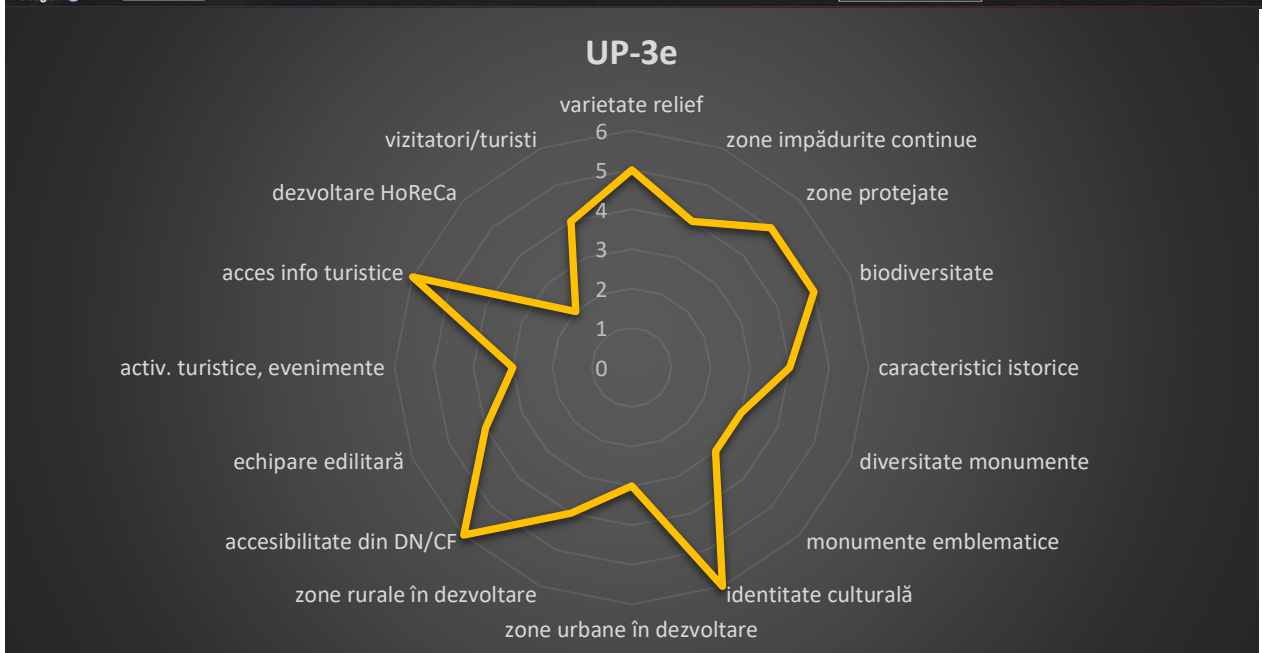 UP-3e
varietate relief
zone impădurite continue
zone protejate
biodiversitate
caracteristici istorice
diversitate monumente
monumente emblematice
identitate culturală
zone urbane în dezvoltare
zone rurale în dezvoltare
accesibilitate din DN/CF
echipare edilitară
activ. turistice, evenimente
acces info turistice
dezvoltare HoReCa
vizitatori/turisti
6
5
4
3
2
1
0